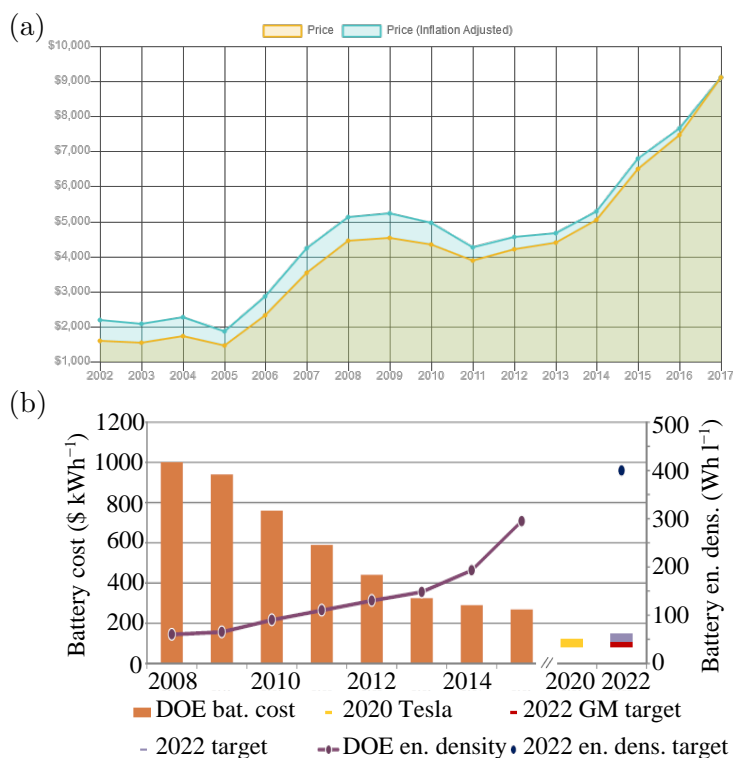 (a)
Price Price (Inflation Adjusted)
$10,000
$9,000
$8,000
$7,000
$6,000
$5,000
$4,000
$3,000
$2,000
$1,000
2002 2003 2004 2005 2006 2007 2008 2009 2010 2011 2012 2013 2014 2015 2016 2017
(b)
Battery cost ($ kWh⁻¹)
1200
1000
800
600
400
200
0
Battery en. dens. (Wh l⁻¹)
500
400
300
200
100
0
2008 2010 2012 2014 // 2020 2022
DOE bat. cost 2020 Tesla 2022 GM target
2022 target DOE en. density 2022 en. dens. target